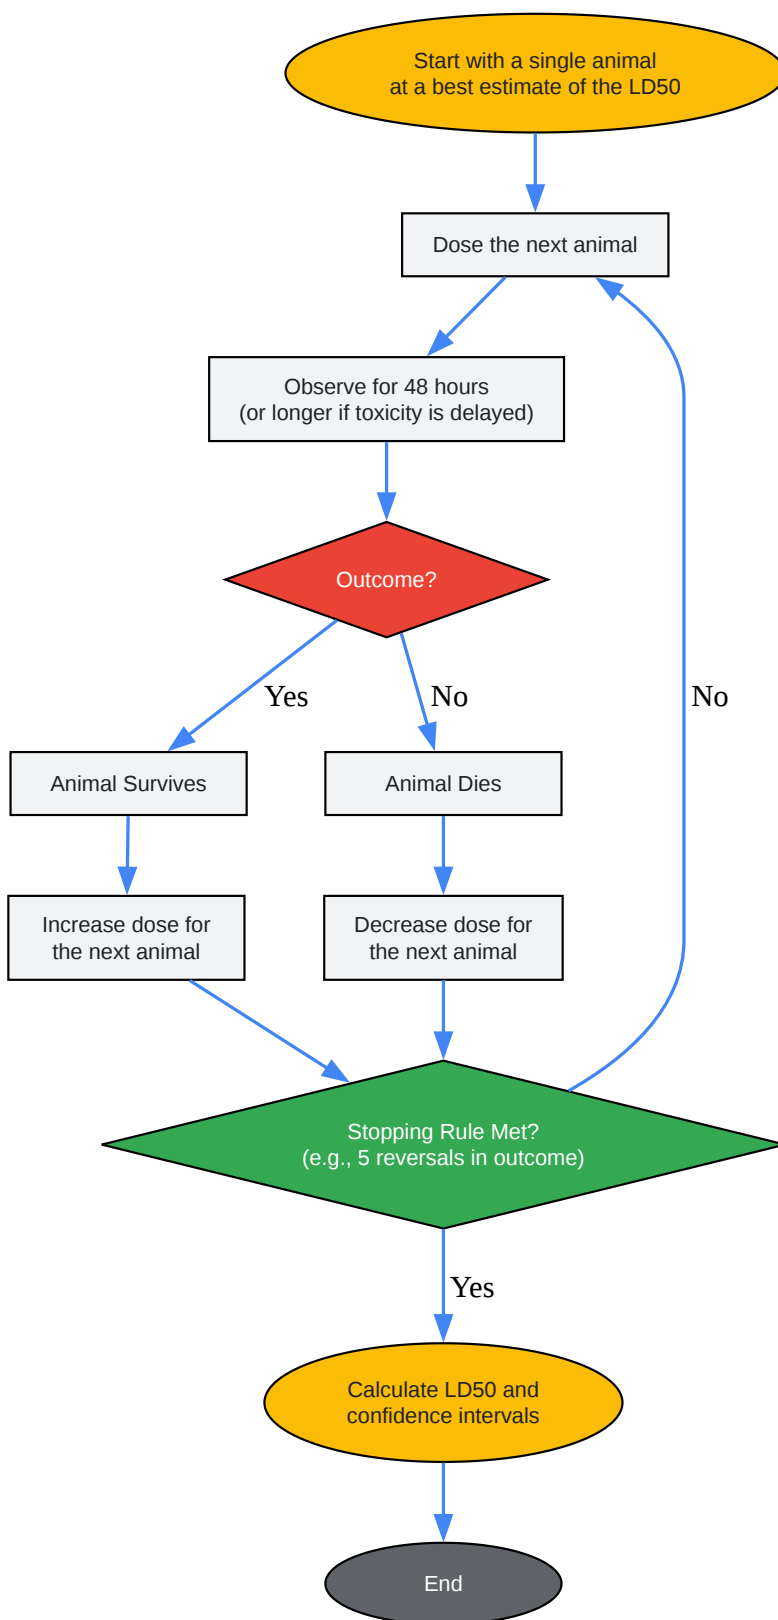 Start with a single animal
at a best estimate of the LD50
Dose the next animal
Observe for 48 hours
(or longer if toxicity is delayed)
Outcome?
Yes
No
No
Animal Survives
Animal Dies
Increase dose for
the next animal
Decrease dose for
the next animal
Stopping Rule Met?
(e.g., 5 reversals in outcome)
Yes
Calculate LD50 and
confidence intervals
End